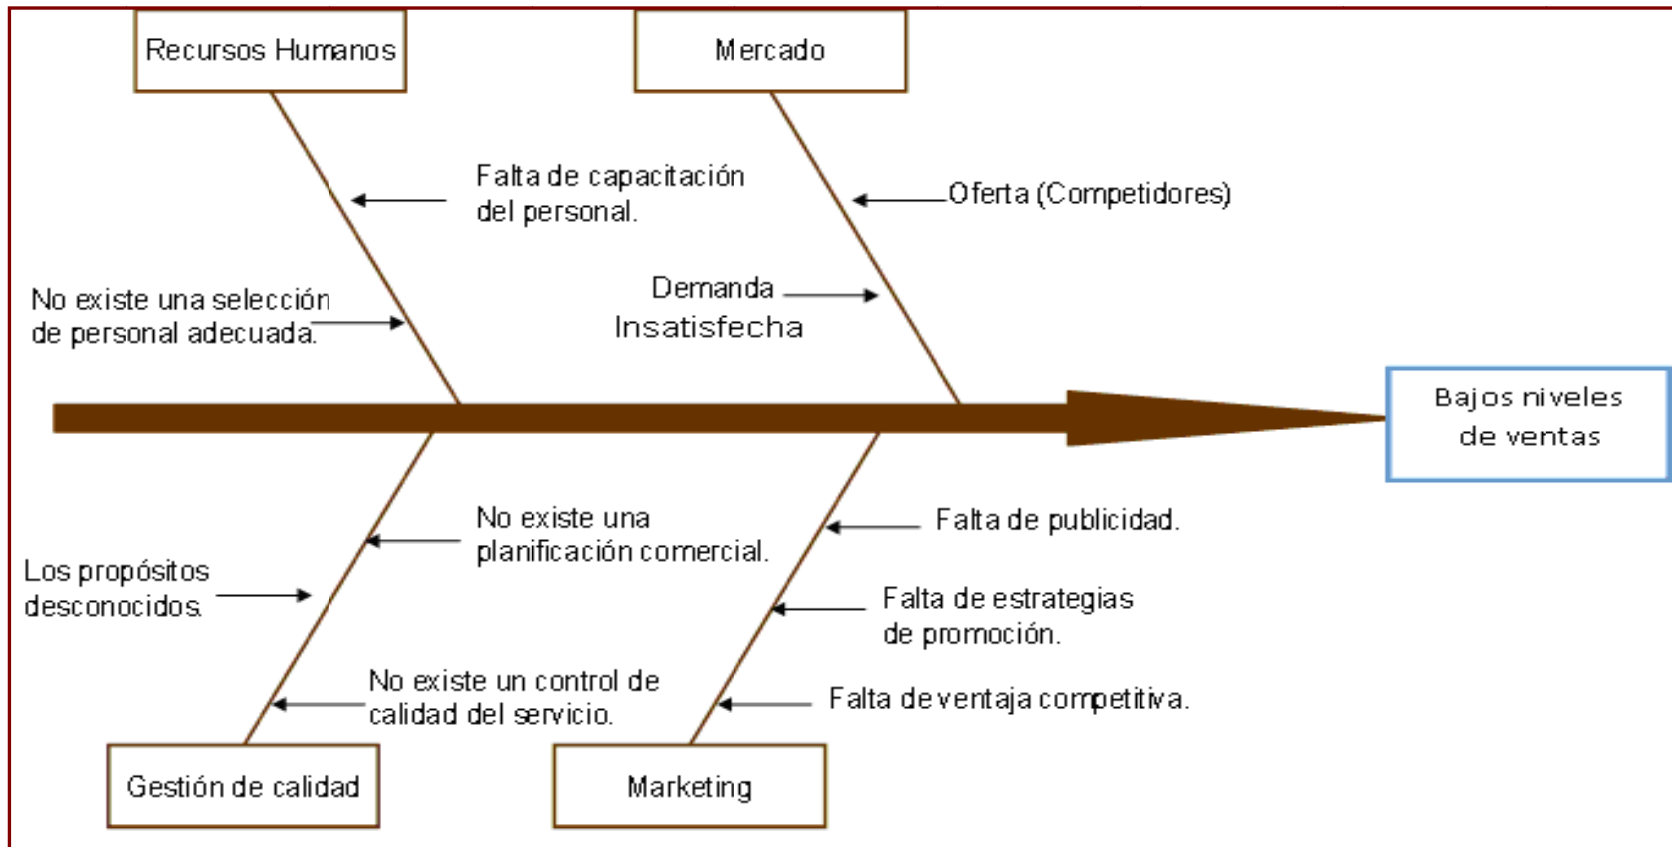 Recursos Humanos
Mercado
Falta de capacitación
del personal.
Oferta (Competidores)
No existe una selección
de personal adecuada.
Demanda
Insatisfecha
Bajos niveles
de ventas
No existe una
planificación comercial.
Falta de publicidad.
Los propósitos
desconocidos.
Falta de estrategias
de promoción.
No existe un control de
calidad del servicio.
Falta de ventaja competitiva.
Gestión de calidad
Marketing